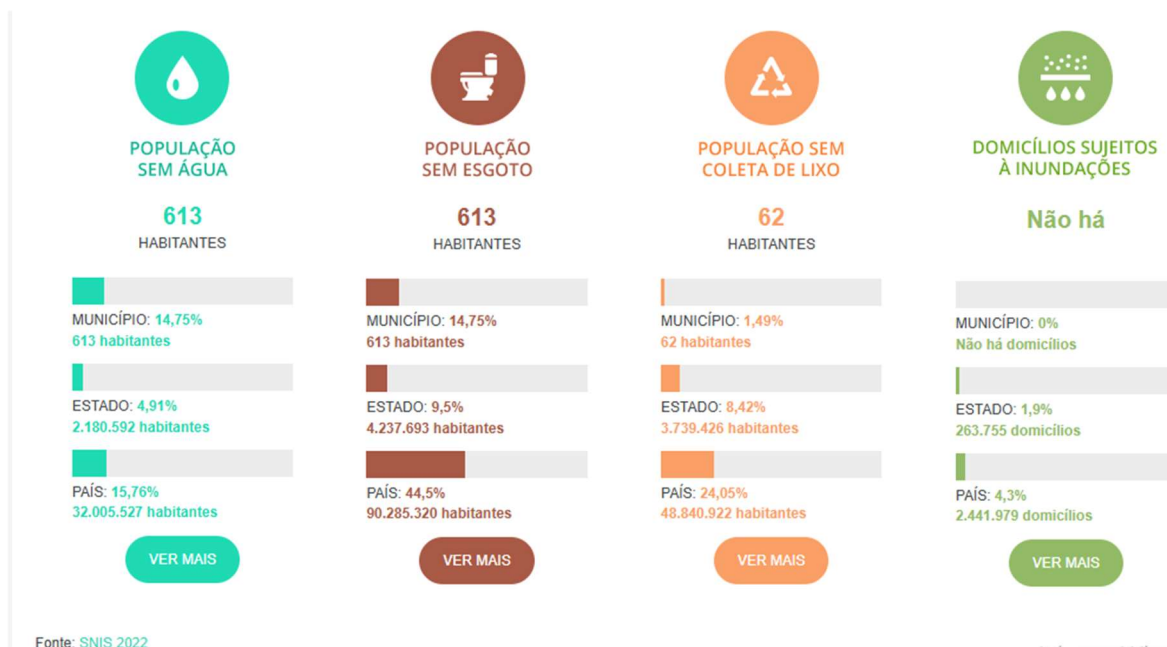 POPULAÇÃO
SEM ÁGUA
613
HABITANTES
MUNICÍPIO: 14,75%
613 habitantes
ESTADO: 4,91%
2.180.592 habitantes
PAÍS: 15,76%
32.005.527 habitantes
VER MAIS
POPULAÇÃO
SEM ESGOTO
613
HABITANTES
MUNICÍPIO: 14,75%
613 habitantes
ESTADO: 9,5%
4.237.693 habitantes
PAÍS: 44,5%
90.285.320 habitantes
VER MAIS
POPULAÇÃO SEM
COLETA DE LIXO
62
HABITANTES
MUNICÍPIO: 1,49%
62 habitantes
ESTADO: 8,42%
3.739.426 habitantes
PAÍS: 24,05%
48.840.922 habitantes
VER MAIS
DOMICÍLIOS SUJEITOS
À INUNDAÇÕES
Não há
MUNICÍPIO: 0%
Não há domicílios
ESTADO: 1,9%
263.755 domicílios
PAÍS: 4,3%
2.441.979 domicílios
VER MAIS
Fonte: SNIS 2022